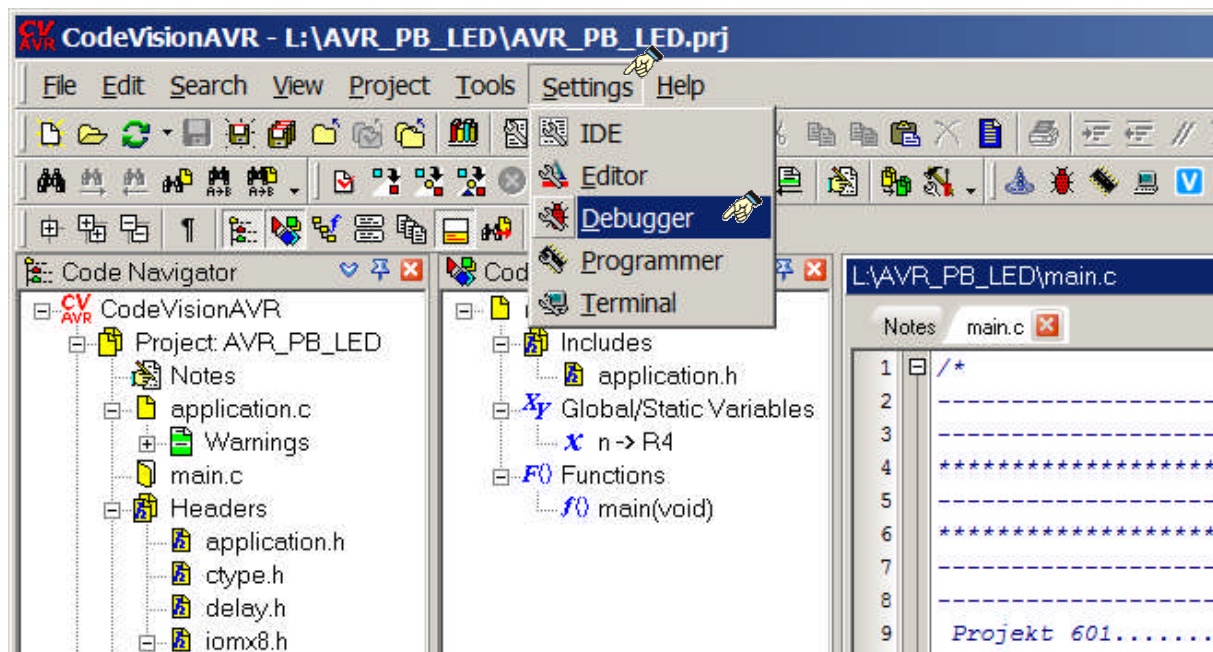 CV AVR CodeVisionAVR - L:\AVR_PB_LED\AVR_PB_LED.prj
File Edit Search View Project Tools Settings Help
IDE
Editor
Debugger
Programmer
Terminal
Code Navigator
CV AVR CodeVisionAVR
Project: AVR_PB_LED
Notes
application.c
Warnings
main.c
Headers
application.h
ctype.h
delay.h
iomx8.h
Cod
Includes
application.h
Global/Static Variables
n -> R4
Functions
main(void)
L:\AVR_PB_LED\main.c
Notes main.c
1 /*
2 --------------------
3 --------------------
4 ********************
5 --------------------
6 ********************
7 --------------------
8 --------------------
9 Projekt 601.......